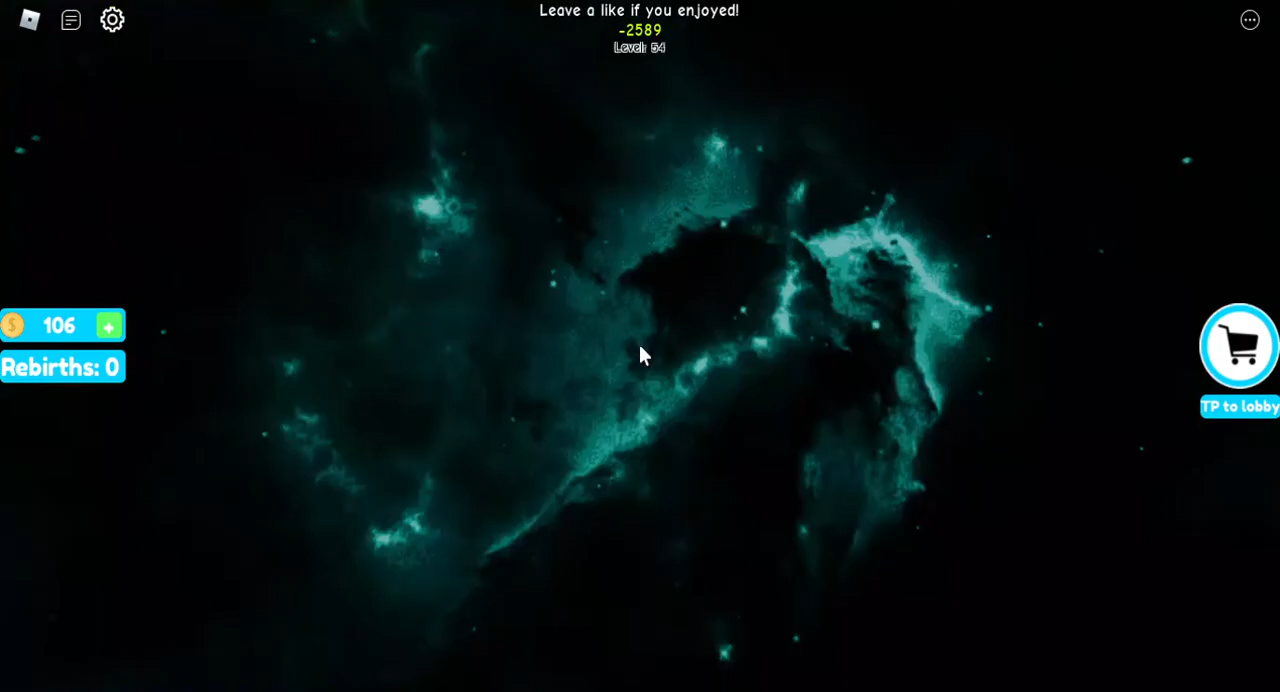 Leave a like if you enjoyed!
-2589
Level: 54
106
Rebirths: 0
TP to lobby